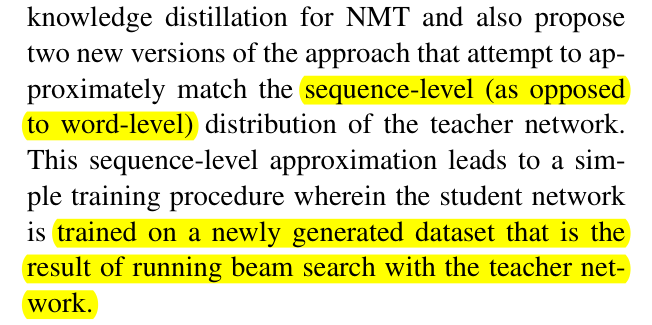 knowledge distillation for NMT and also propose
two new versions of the approach that attempt to ap-
proximately match the sequence-level (as opposed
to word-level) distribution of the teacher network.
This sequence-level approximation leads to a sim-
ple training procedure wherein the student network
is trained on a newly generated dataset that is the
result of running beam search with the teacher net-
work.